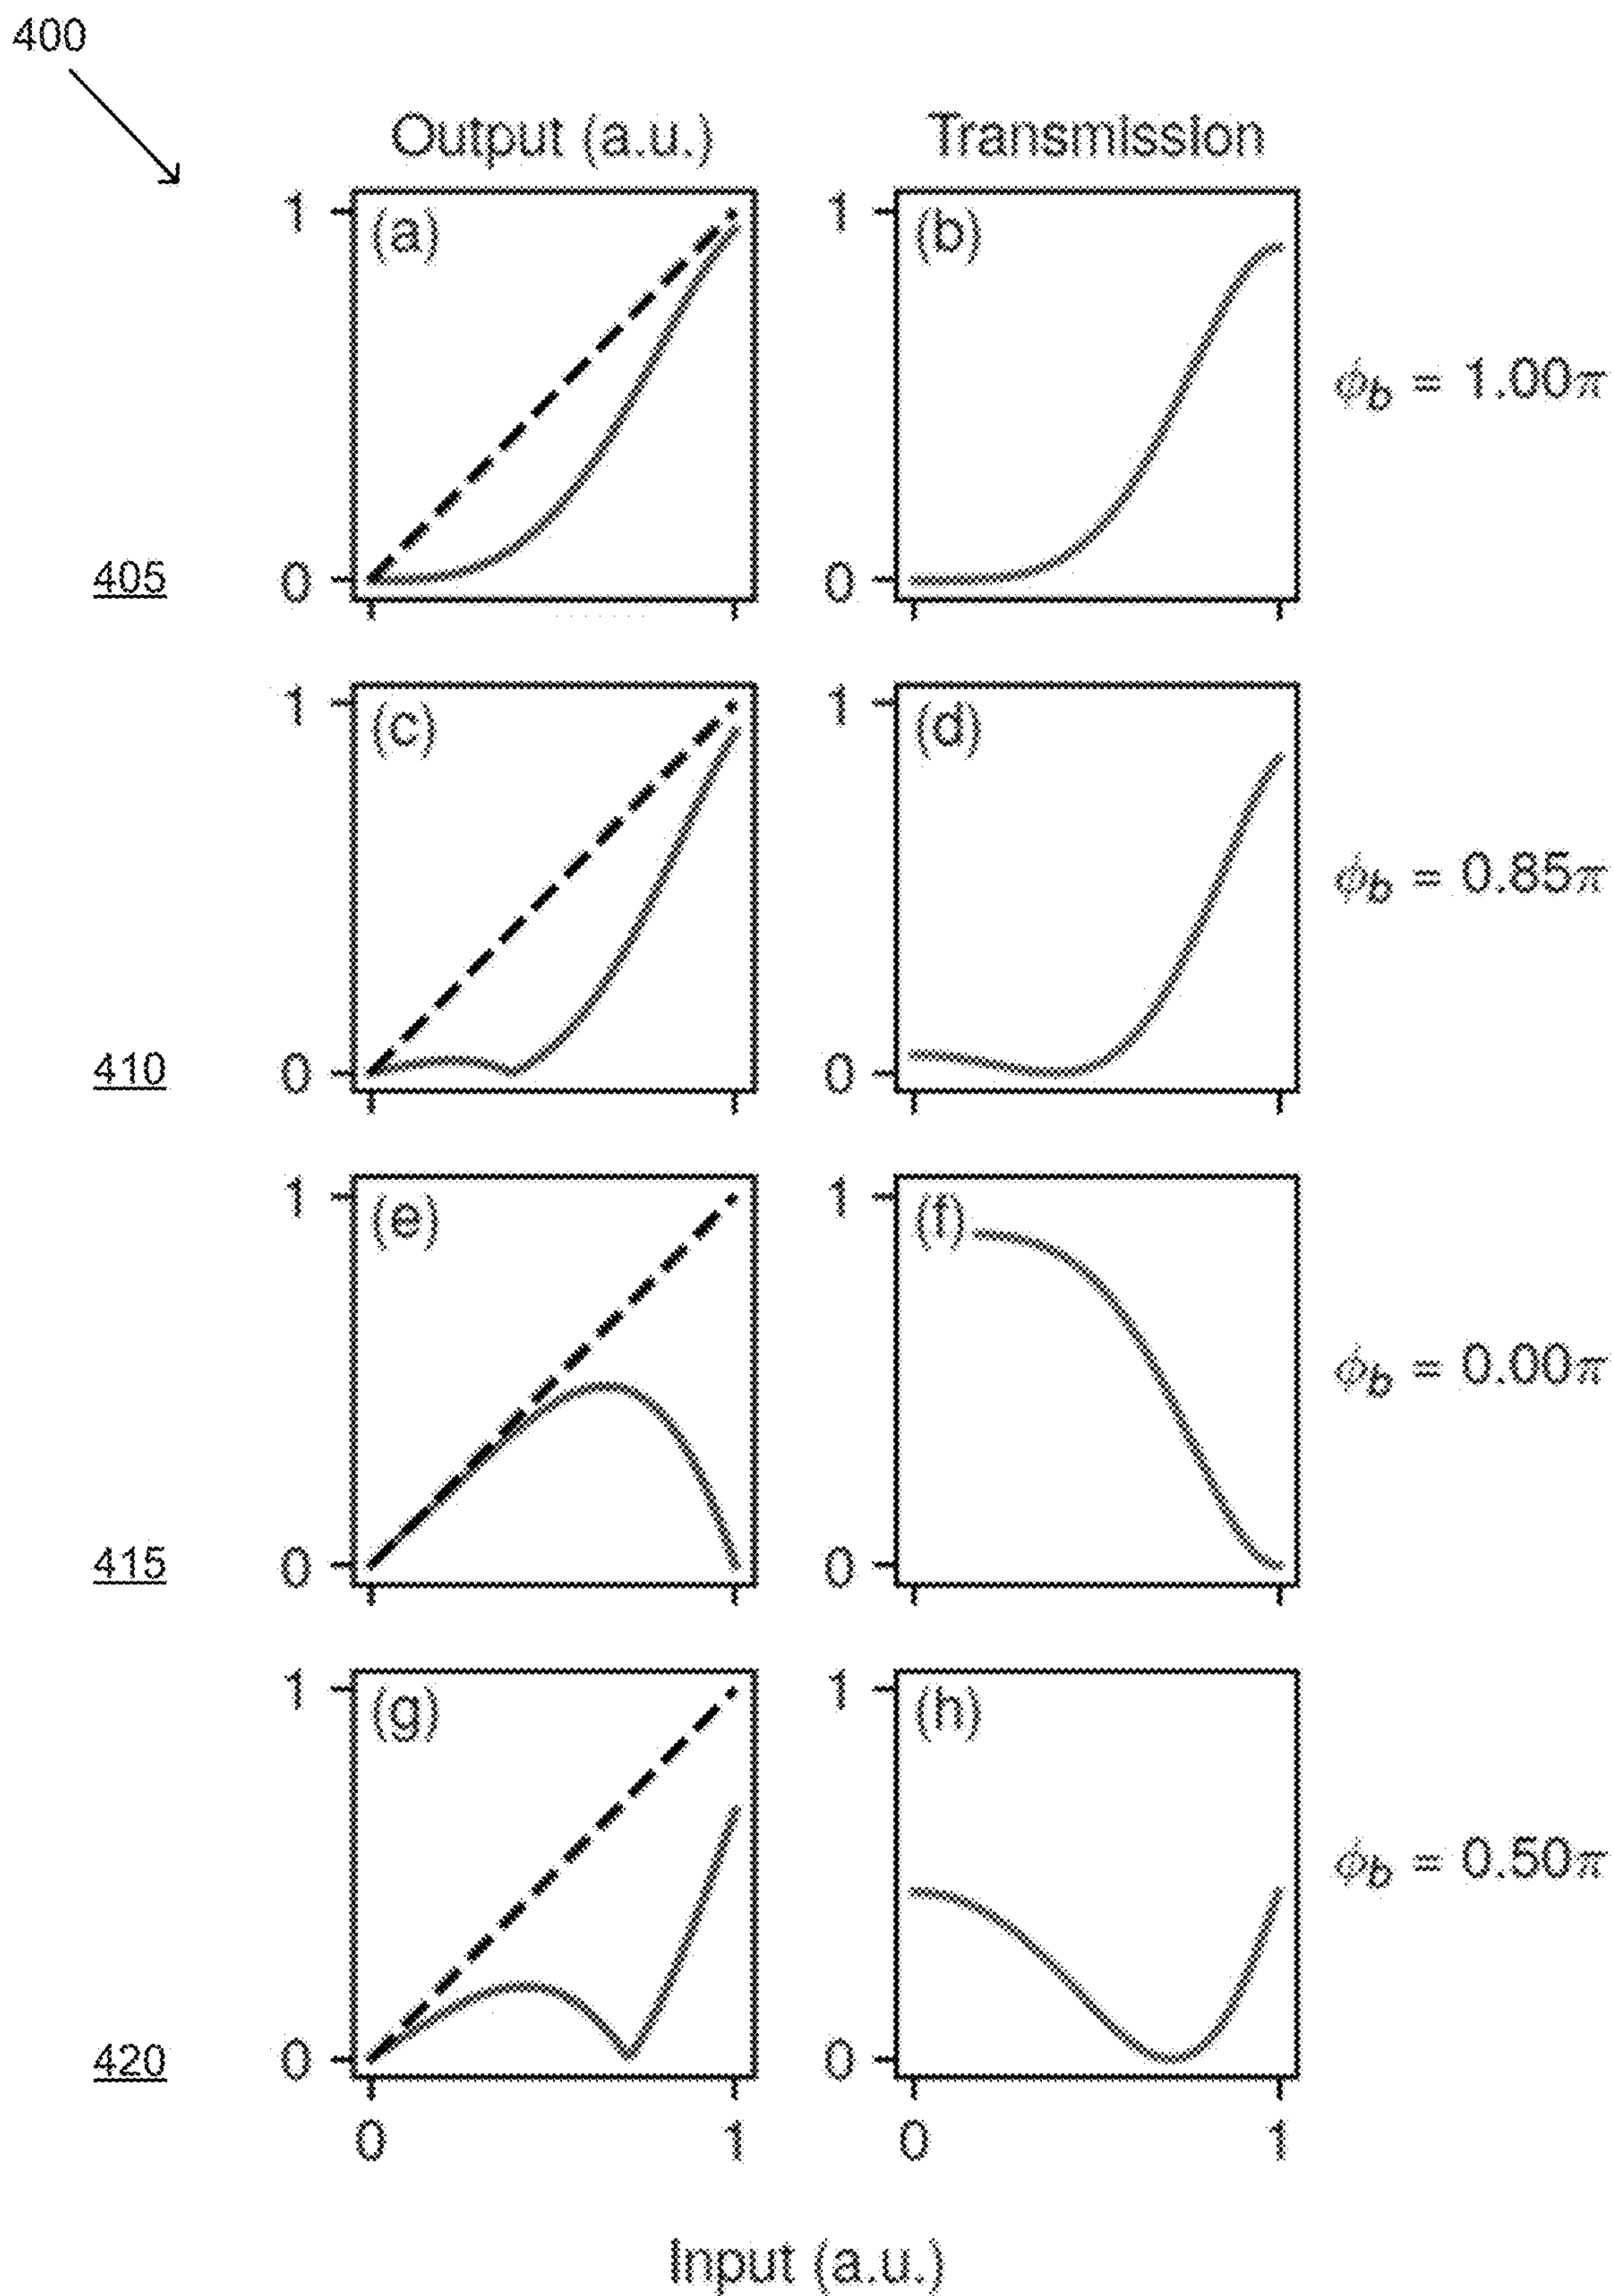 400
Output (a.u.) Transmission
1 (a) 1 (b)
ϕb = 1.00π
405 0 0
1 (c) 1 (d)
ϕb = 0.85π
410 0 0
1 (e) 1 (f)
ϕb = 0.00π
415 0 0
1 (g) 1 (h)
ϕb = 0.50π
420 0 0
0 1 0 1
Input (a.u.)